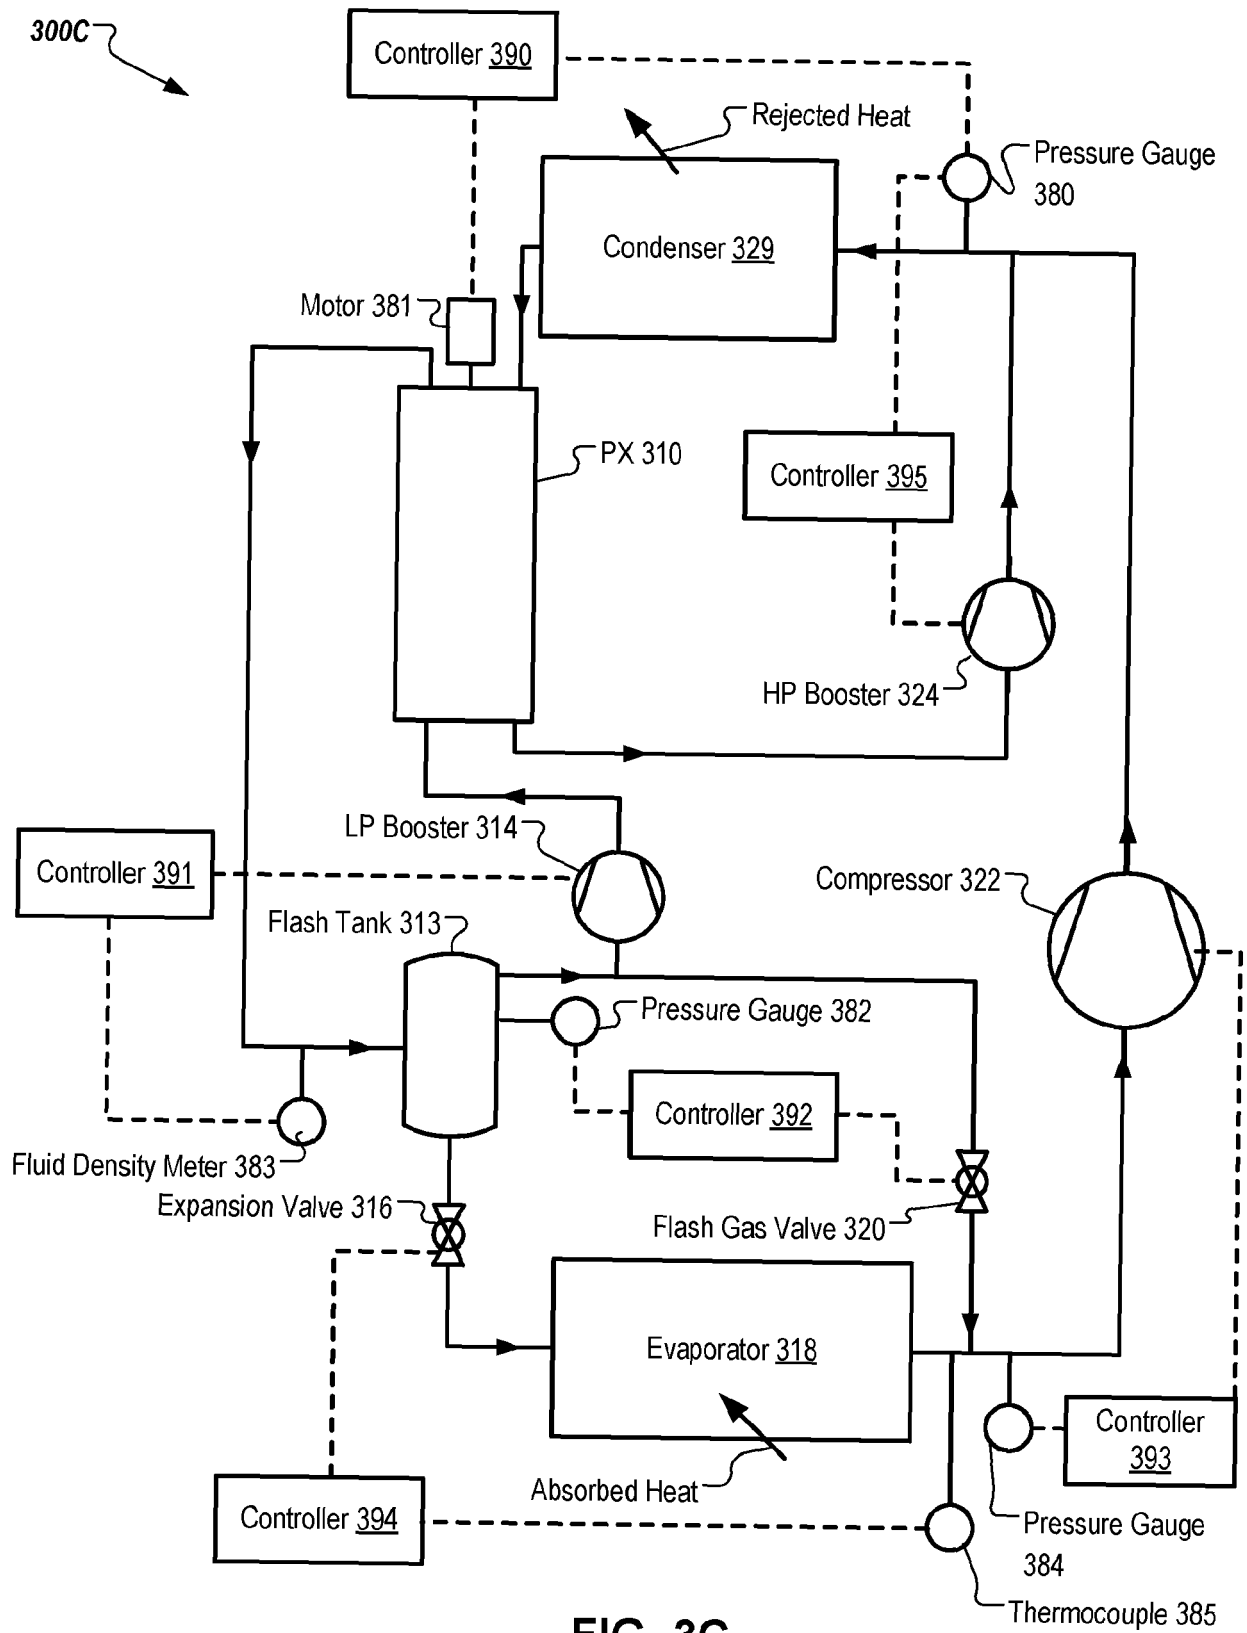 300C
Controller 390
Rejected Heat
Pressure Gauge
380
Condenser 329
Motor 381
PX 310
Controller 395
HP Booster 324
LP Booster 314
Controller 391
Compressor 322
Flash Tank 313
Pressure Gauge 382
Controller 392
Fluid Density Meter 383
Expansion Valve 316
Flash Gas Valve 320
Evaporator 318
Controller
393
Absorbed Heat
Controller 394
Pressure Gauge
384
Thermocouple 385
FIG. 3C